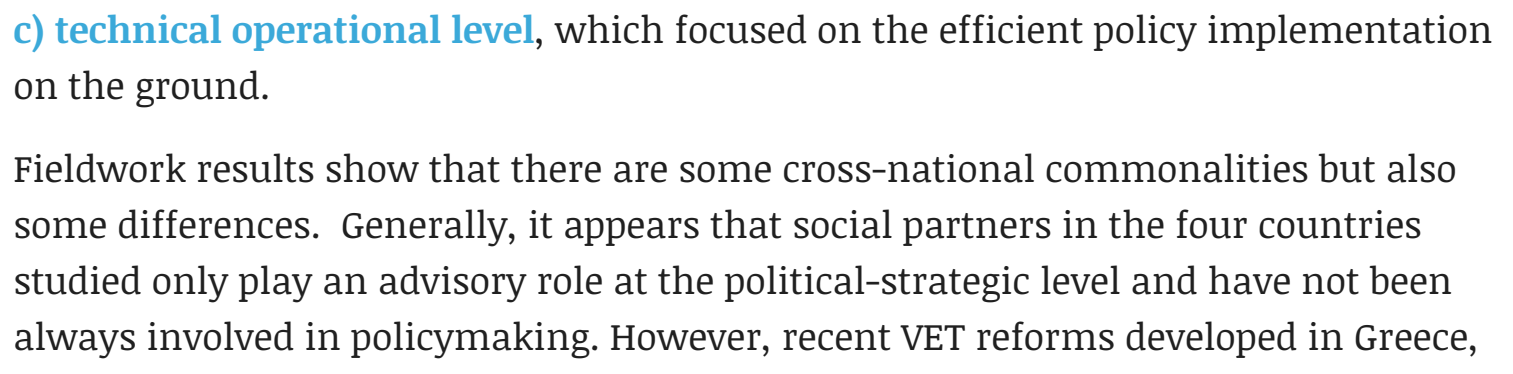 c) technical operational level, which focused on the efficient policy implementation
on the ground.
Fieldwork results show that there are some cross-national commonalities but also
some differences.  Generally, it appears that social partners in the four countries
studied only play an advisory role at the political-strategic level and have not been
always involved in policymaking. However, recent VET reforms developed in Greece,